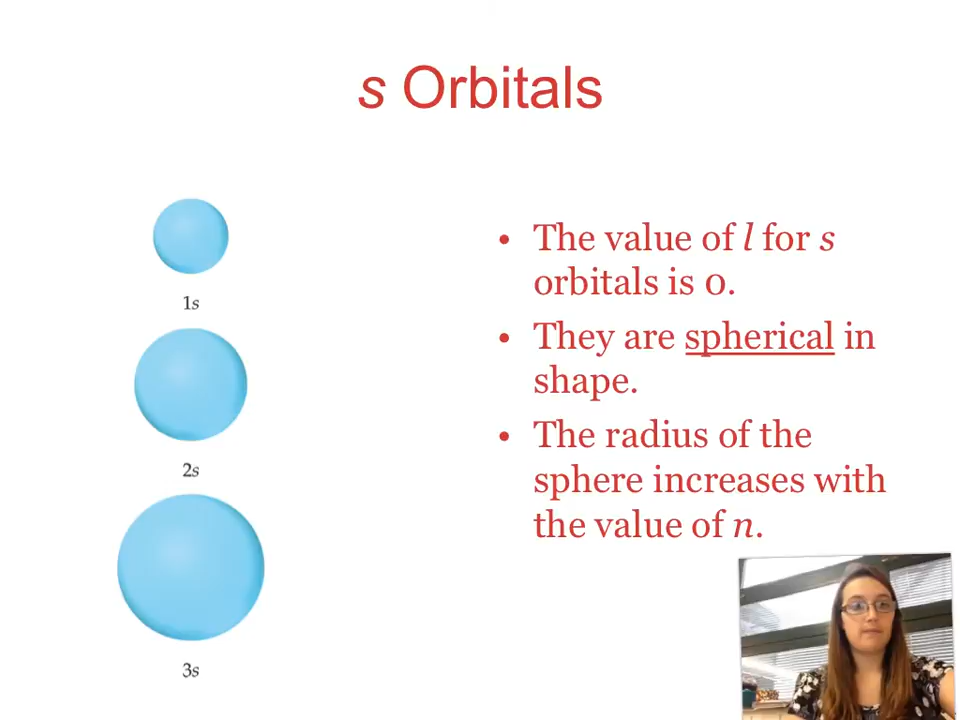 s Orbitals
1s
2s
3s
• The value of l for s
orbitals is 0.
• They are spherical in
shape.
• The radius of the
sphere increases with
the value of n.